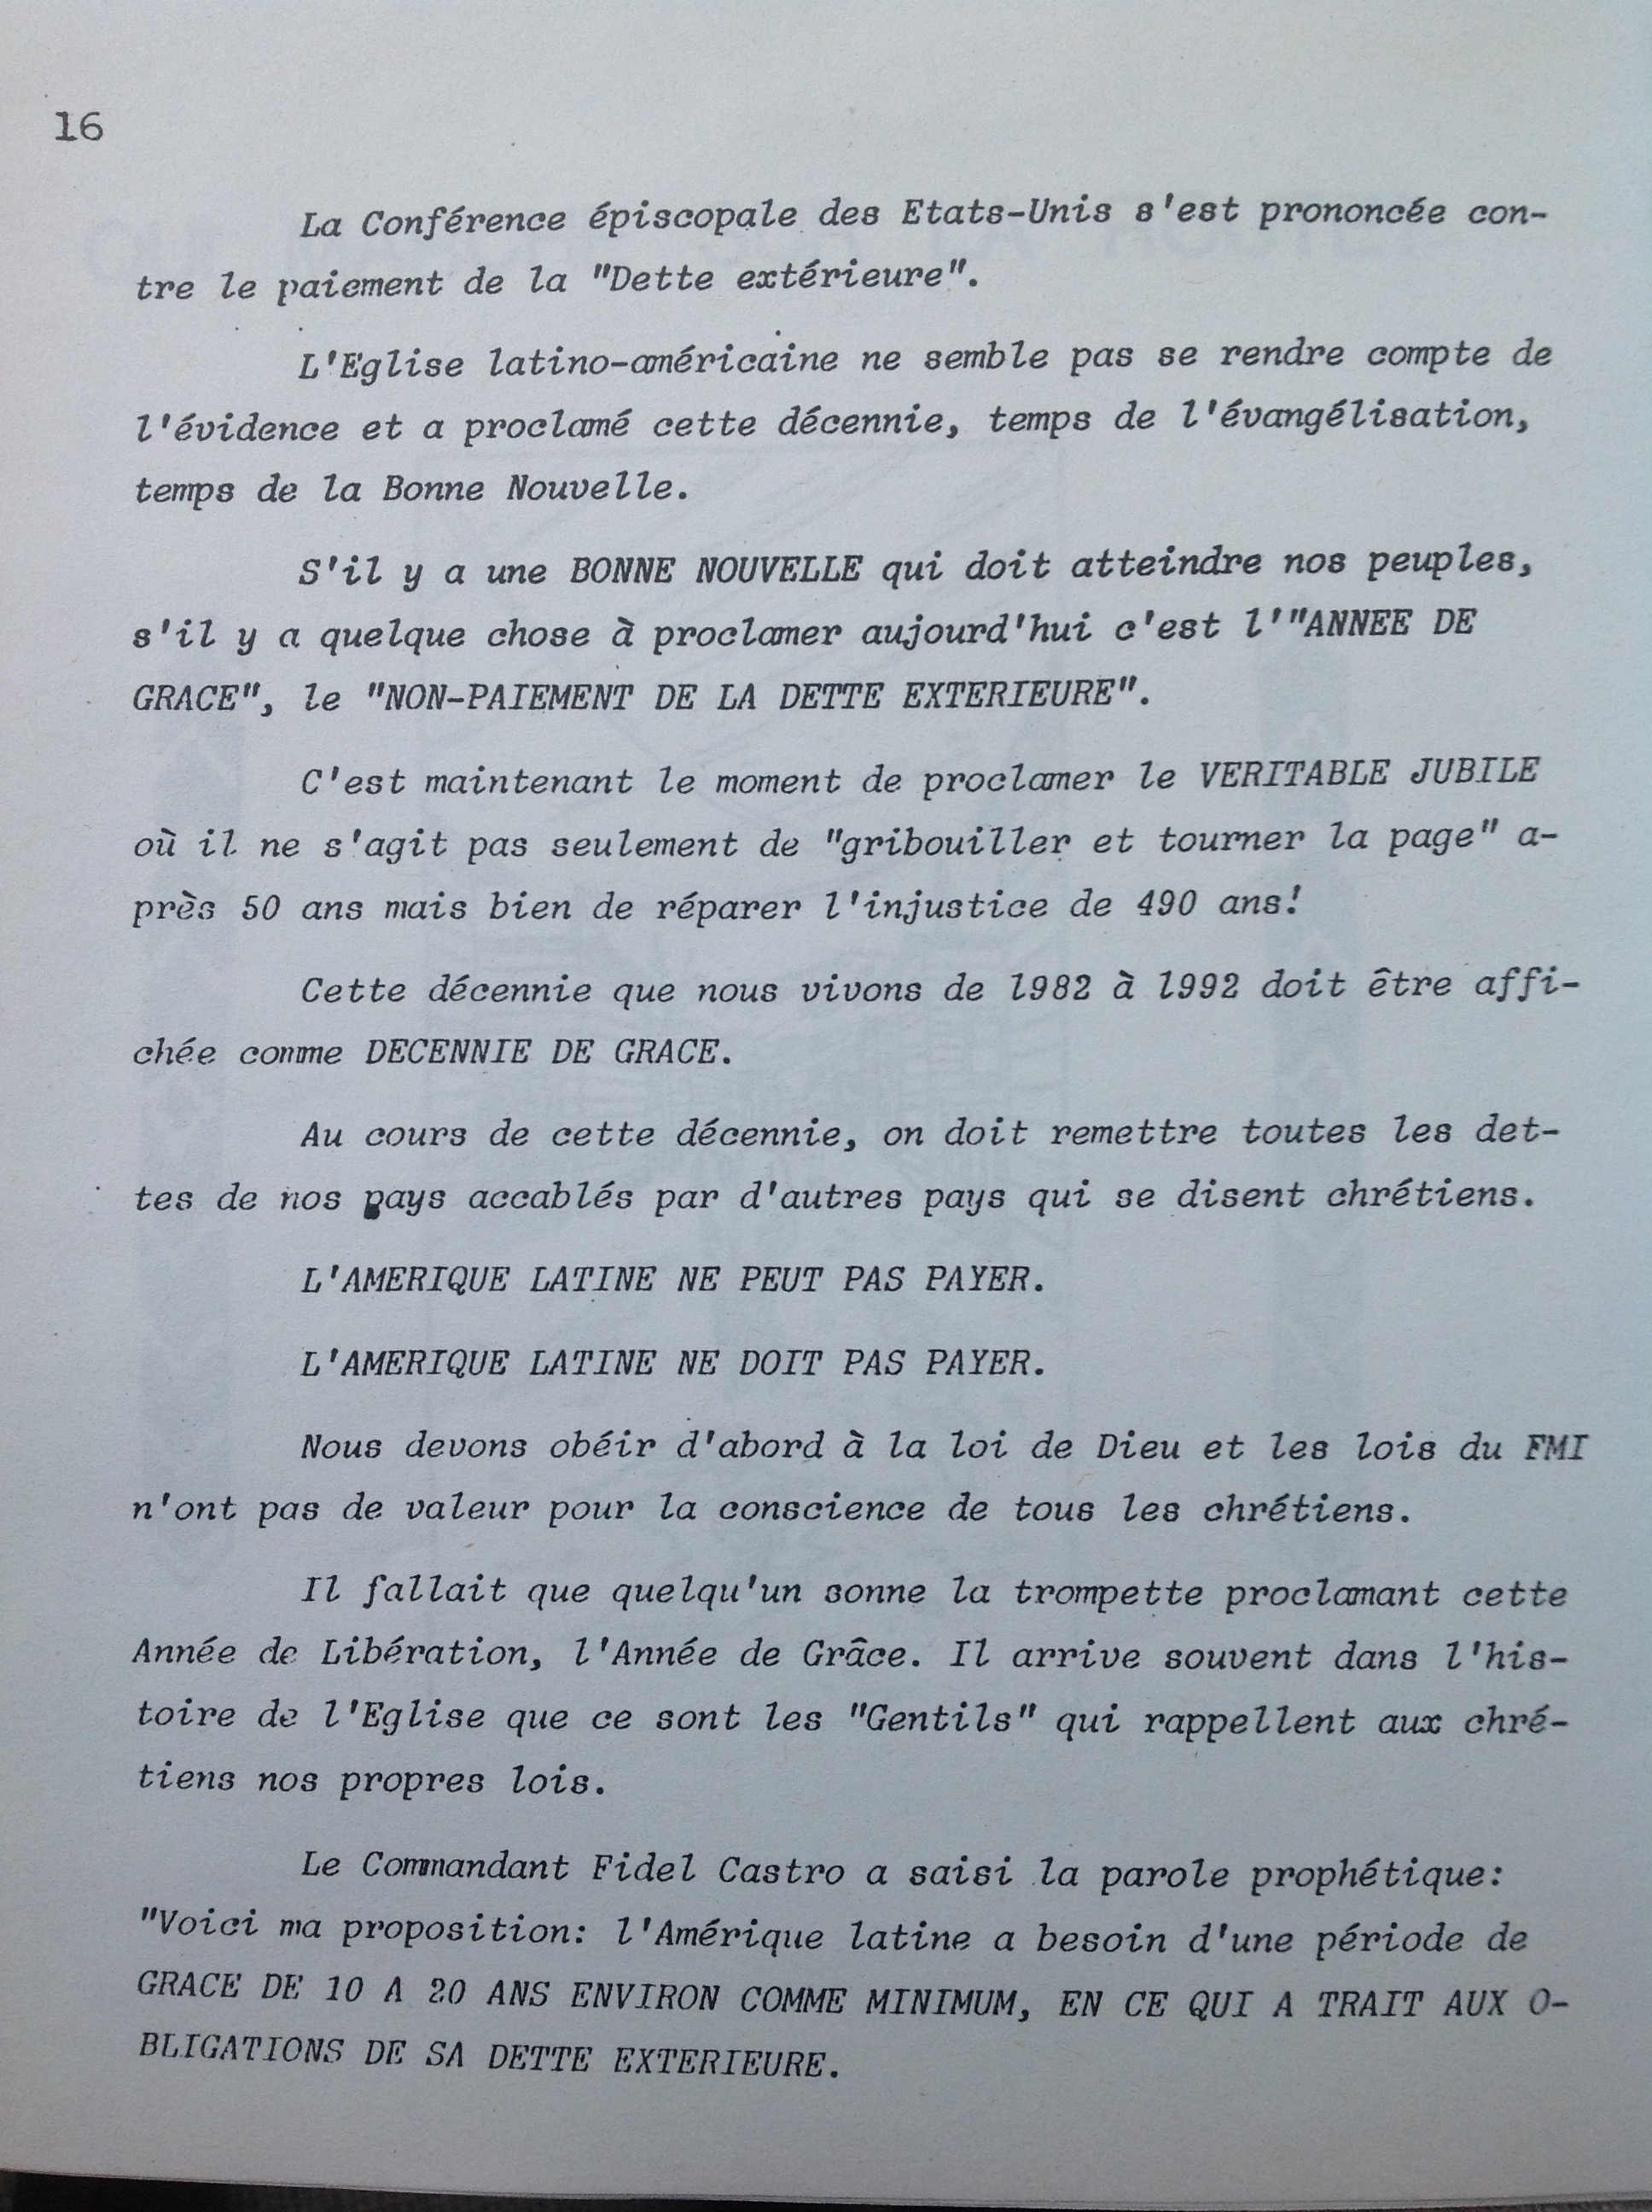 16
La Conférence épiscopale des Etats-Unis s'est prononcée con-
tre le paiement de la "Dette extérieure".
L'Eglise latino-américaine ne semble pas se rendre compte de
l'évidence et a proclamé cette décennie, temps de l'évangélisation,
temps de la Bonne Nouvelle.
S'il y a une BONNE NOUVELLE qui doit atteindre nos peuples,
s'il y a quelque chose à proclamer aujourd'hui c'est l'"ANNEE DE
GRACE", le "NON-PAIEMENT DE LA DETTE EXTERIEURE".
C'est maintenant le moment de proclamer le VERITABLE JUBILE
où il ne s'agit pas seulement de "gribouiller et tourner la page" a-
près 50 ans mais bien de réparer l'injustice de 490 ans!
Cette décennie que nous vivons de 1982 à 1992 doit être affi-
chée comme DECENNIE DE GRACE.
Au cours de cette décennie, on doit remettre toutes les det-
tes de nos pays accablés par d'autres pays qui se disent chrétiens.
L'AMERIQUE LATINE NE PEUT PAS PAYER.
L'AMERIQUE LATINE NE DOIT PAS PAYER.
Nous devons obéir d'abord à la loi de Dieu et les lois du FMI
n'ont pas de valeur pour la conscience de tous les chrétiens.
Il fallait que quelqu'un sonne la trompette proclamant cette
Année de Libération, l'Année de Grâce. Il arrive souvent dans l'his-
toire de l'Eglise que ce sont les "Gentils" qui rappellent aux chré-
tiens nos propres lois.
Le Commandant Fidel Castro a saisi la parole prophétique:
"Voici ma proposition: l'Amérique latine a besoin d'une période de
GRACE DE 10 A 20 ANS ENVIRON COMME MINIMUM, EN CE QUI A TRAIT AUX O-
BLIGATIONS DE SA DETTE EXTERIEURE.